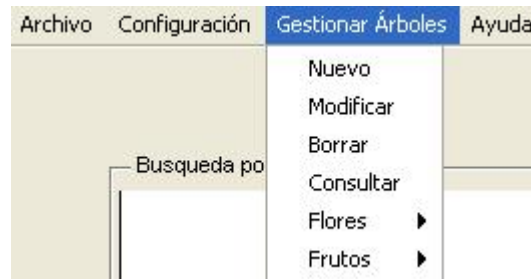 Archivo Configuración Gestionar Árboles Ayuda
Nuevo
Modificar
Borrar
Busqueda po
Consultar
Flores
Frutos